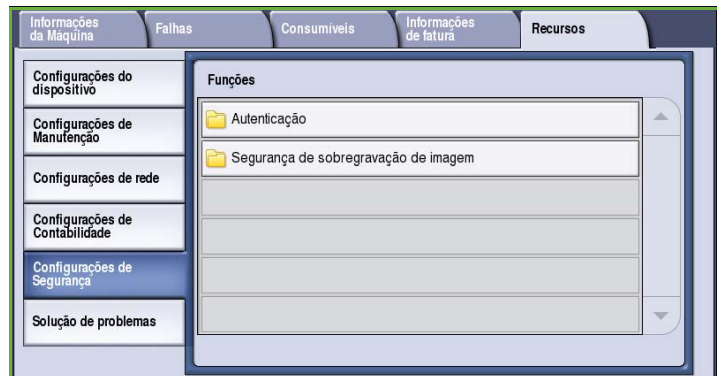 Informações
da Máquina
Falhas
Consumíveis
Informações
de fatura
Recursos
Configurações do
dispositivo
Configurações de
Manutenção
Configurações de rede
Configurações de
Contabilidade
Configurações de
Segurança
Solução de problemas
Funções
Autenticação
Segurança de sobregravação de imagem